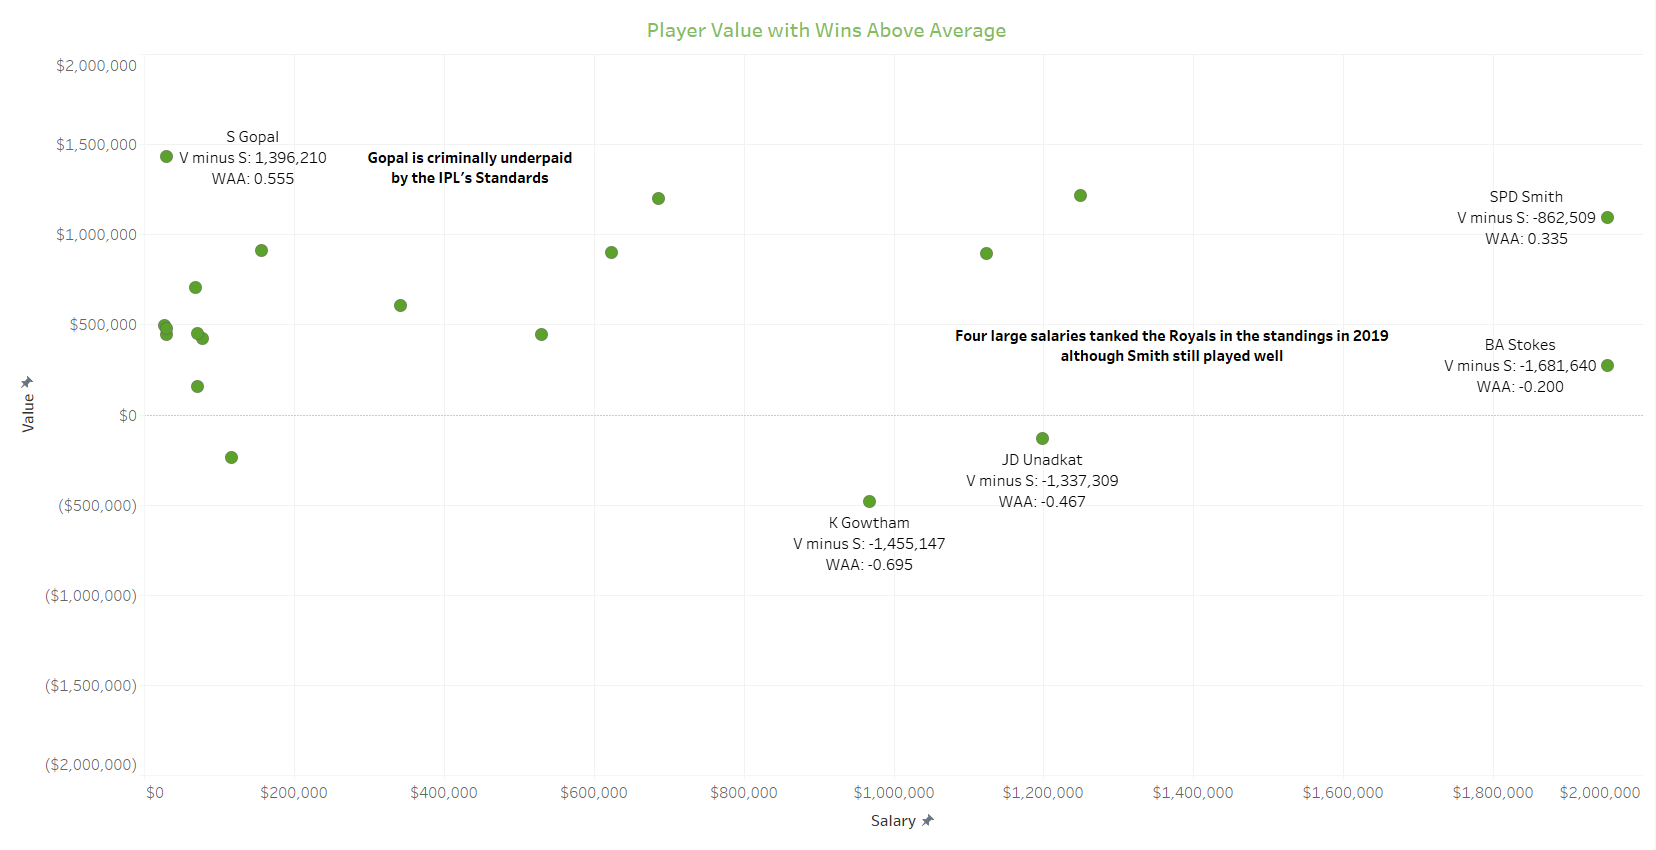 Player Value with Wins Above Average
$2,000,000
$1,500,000
$1,000,000
$500,000
$0
($500,000)
($1,000,000)
($1,500,000)
($2,000,000)
Value
S Gopal
V minus S: 1,396,210
WAA: 0.555
Gopal is criminally underpaid
by the IPL's Standards
SPD Smith
V minus S: -862,509
WAA: 0.335
Four large salaries tanked the Royals in the standings in 2019
although Smith still played well
BA Stokes
V minus S: -1,681,640
WAA: -0.200
JD Unadkat
V minus S: -1,337,309
WAA: -0.467
K Gowtham
V minus S: -1,455,147
WAA: -0.695
$0
$200,000
$400,000
$600,000
$800,000
$1,000,000
$1,200,000
$1,400,000
$1,600,000
$1,800,000
$2,000,000
Salary